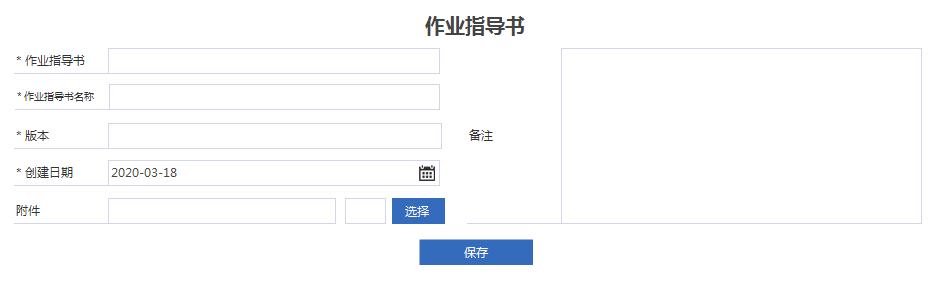 作业指导书
* 作业指导书
* 作业指导书名称
* 版本
备注
* 创建日期
2020-03-18
附件
选择
保存